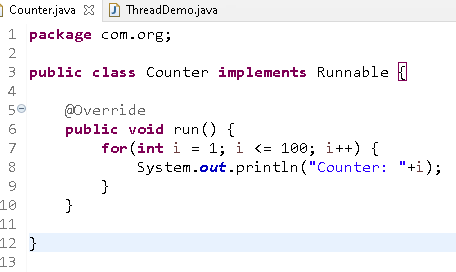 Counter.java ThreadDemo.java
1 package com.org;
2
3 public class Counter implements Runnable {
4
5 @Override
6 public void run() {
7 for(int i = 1; i <= 100; i++) {
8 System.out.println("Counter: "+i);
9 }
10 }
11
12 }
13